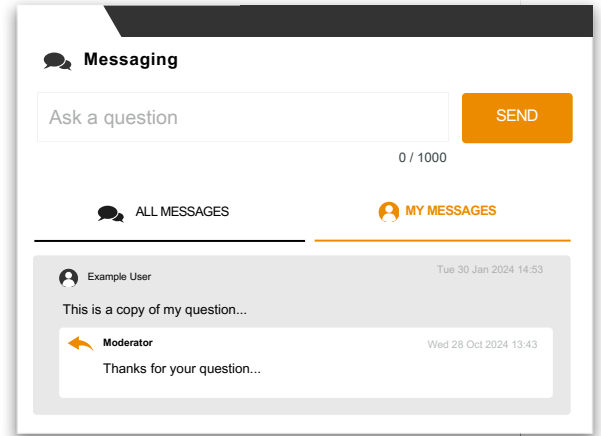 Messaging
Ask a question
SEND
0 / 1000
ALL MESSAGES
MY MESSAGES
Example User
Tue 30 Jan 2024 14:53
This is a copy of my question...
Moderator
Wed 28 Oct 2024 13:43
Thanks for your question...